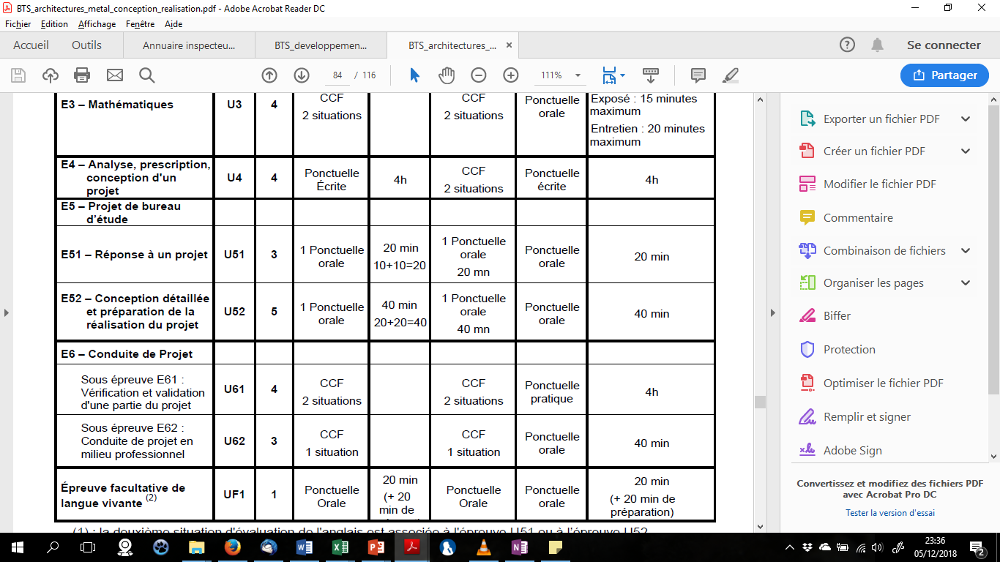 BTS_architectures_metal_conception_realisation.pdf - Adobe Acrobat Reader DC
Fichier Edition Affichage Fenêtre Aide
Accueil Outils Annuaire inspecteu... BTS_developpemen... BTS_architectures_... × Se connecter
84 / 116 111% Partager
E3 – Mathématiques U3 4 CCF
2 situations CCF
2 situations Ponctuelle
orale Exposé : 15 minutes
maximum
Entretien : 20 minutes
maximum
E4 – Analyse, prescription,
conception d'un
projet U4 4 Ponctuelle
Écrite 4h CCF
2 situations Ponctuelle
écrite 4h
E5 – Projet de bureau
d'étude
E51 – Réponse à un projet U51 3 1 Ponctuelle
orale 20 min
10+10=20 1 Ponctuelle
orale
20 mn Ponctuelle
orale 20 min
E52 – Conception détaillée
et préparation de la
réalisation du projet U52 5 1 Ponctuelle
orale 40 min
20+20=40 1 Ponctuelle
orale
40 mn Ponctuelle
orale 40 min
E6 – Conduite de Projet
Sous épreuve E61 :
Vérification et validation
d'une partie du projet U61 4 CCF
2 situations CCF
2 situations Ponctuelle
pratique 4h
Sous épreuve E62 :
Conduite de projet en
milieu professionnel U62 3 CCF
1 situation CCF
1 situation Ponctuelle
orale 40 min
Épreuve facultative de
langue vivante (2) UF1 1 Ponctuelle
Orale 20 min
(+ 20
min de Ponctuelle
Orale Ponctuelle
orale 20 min
(+ 20 min de
préparation)
(1) : la deuxième situation d'évaluation de l'anglais est associée à l'épreuve U51 ou à l'épreuve U52
Exporter un fichier PDF
Créer un fichier PDF
Modifier le fichier PDF
Commentaire
Combinaison de fichiers
Organiser les pages
Biffer
Protection
Optimiser le fichier PDF
Remplir et signer
Adobe Sign
Convertissez et modifiez des fichiers PDF
avec Acrobat Pro DC
Tester la version d'essai
23:36
05/12/2018
2